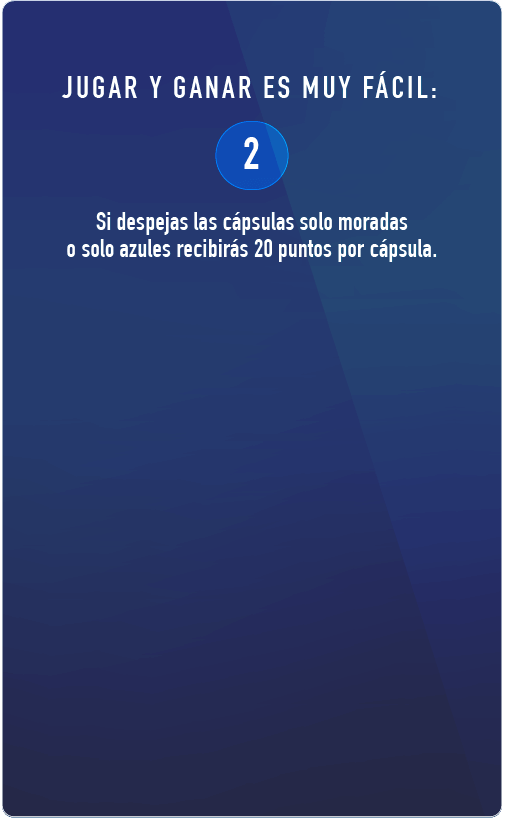 JUGAR Y GANAR ES MUY FÁCIL:
2
Si despejas las cápsulas solo moradas
o solo azules recibirás 20 puntos por cápsula.